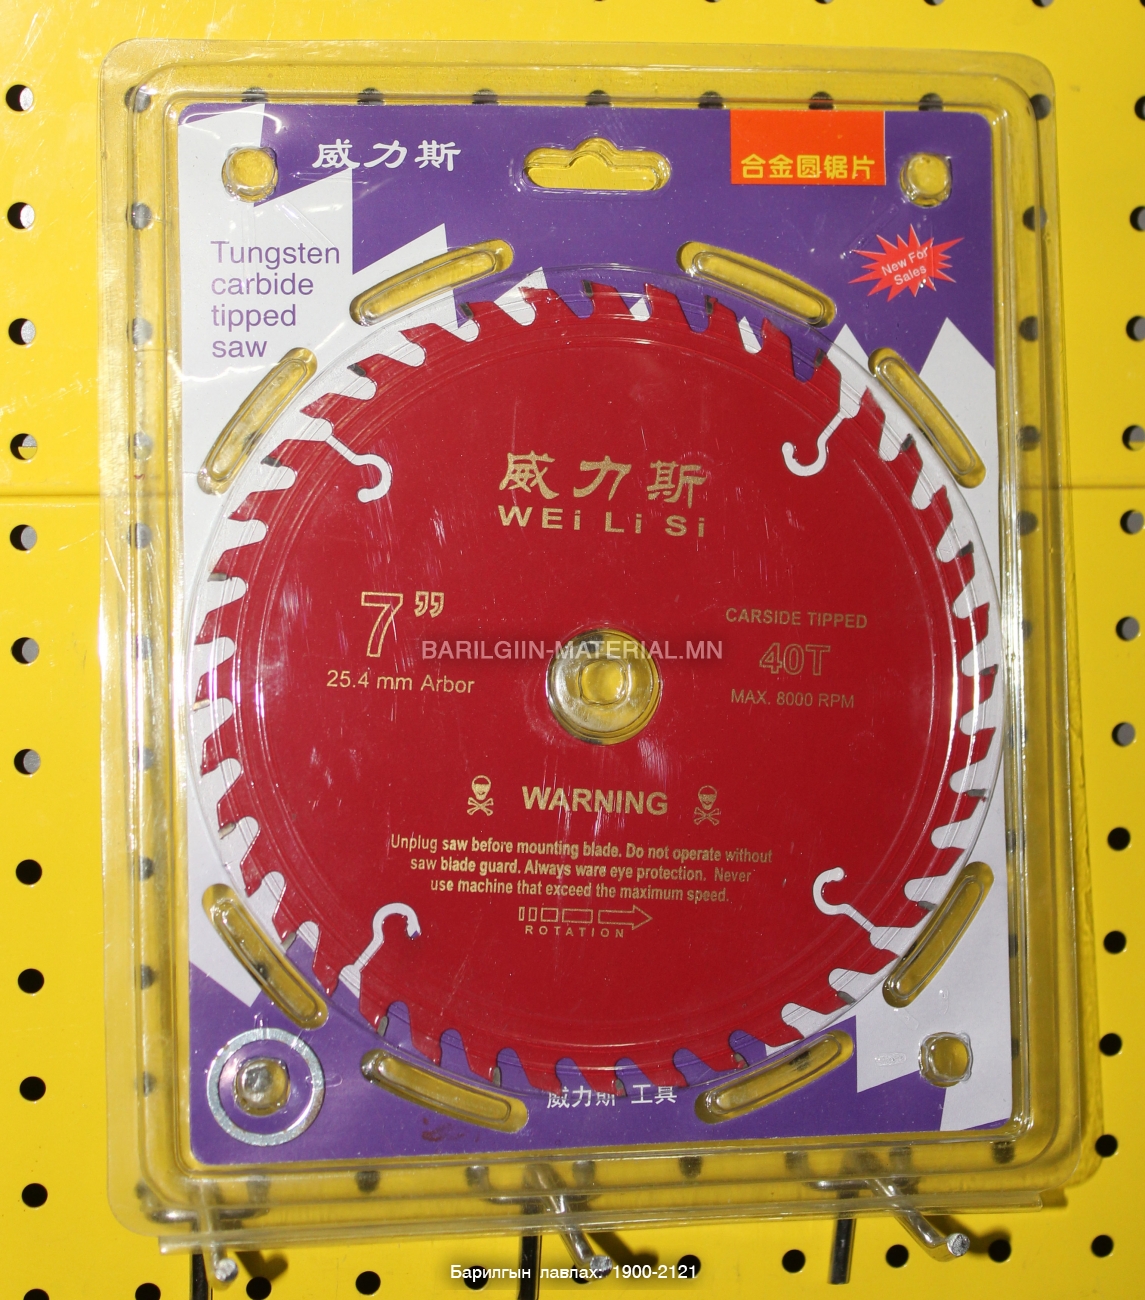 威力斯
合金圆锯片
Tungsten
carbide
tipped
saw
New For
Sales
威力斯
WEi Li Si
7”
25.4 mm Arbor
CARSIDE TIPPED
40T
MAX. 8000 RPM
BARILGIIN-MATERIAL.MN
WARNING
Unplug saw before mounting blade. Do not operate without
saw blade guard. Always ware eye protection. Never
use machine that exceed the maximum speed.
ROTATION
威力斯 工具
Барилгын лавлах: 1900-2121